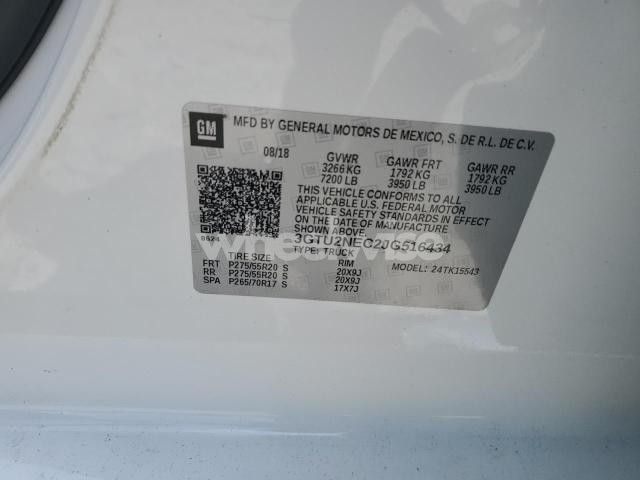 GM
MFD BY GENERAL MOTORS DE MEXICO, S. DE R.L. DE C.V.
08/18 GVWR GAWR FRT GAWR RR
3266 KG 1792 KG 1792 KG
7200 LB 3950 LB 3950 LB
THIS VEHICLE CONFORMS TO ALL
APPLICABLE U.S. FEDERAL MOTOR
VEHICLE SAFETY STANDARDS IN EFFECT
ON THE DATE OF MANUFACTURE SHOWN ABOVE.
3GTU2NEC2JG516434
TYPE: TRUCK
MODEL: 24TK15543
TIRE SIZE RIM
FRT P275/55R20 S 20X9J
RR P275/55R20 S 20X9J
SPA P265/70R17 S 17X7J